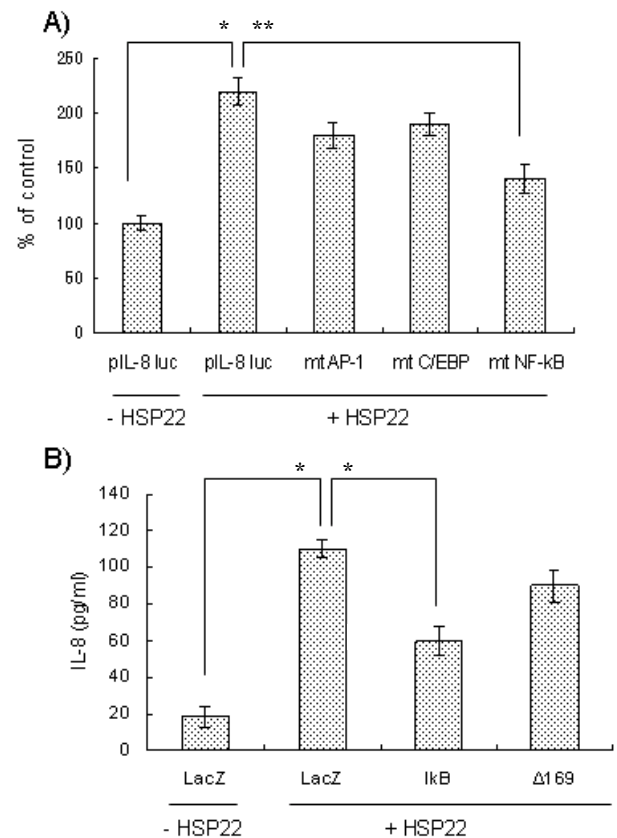 A)
* **
250
200
150
100
50
0
% of control
pIL-8 luc pIL-8 luc mt AP-1 mt C/EBP mt NF-kB
- HSP22 + HSP22
B)
* *
140
120
100
80
60
40
20
0
IL-8 (pg/ml)
LacZ LacZ IkB Δ169
- HSP22 + HSP22